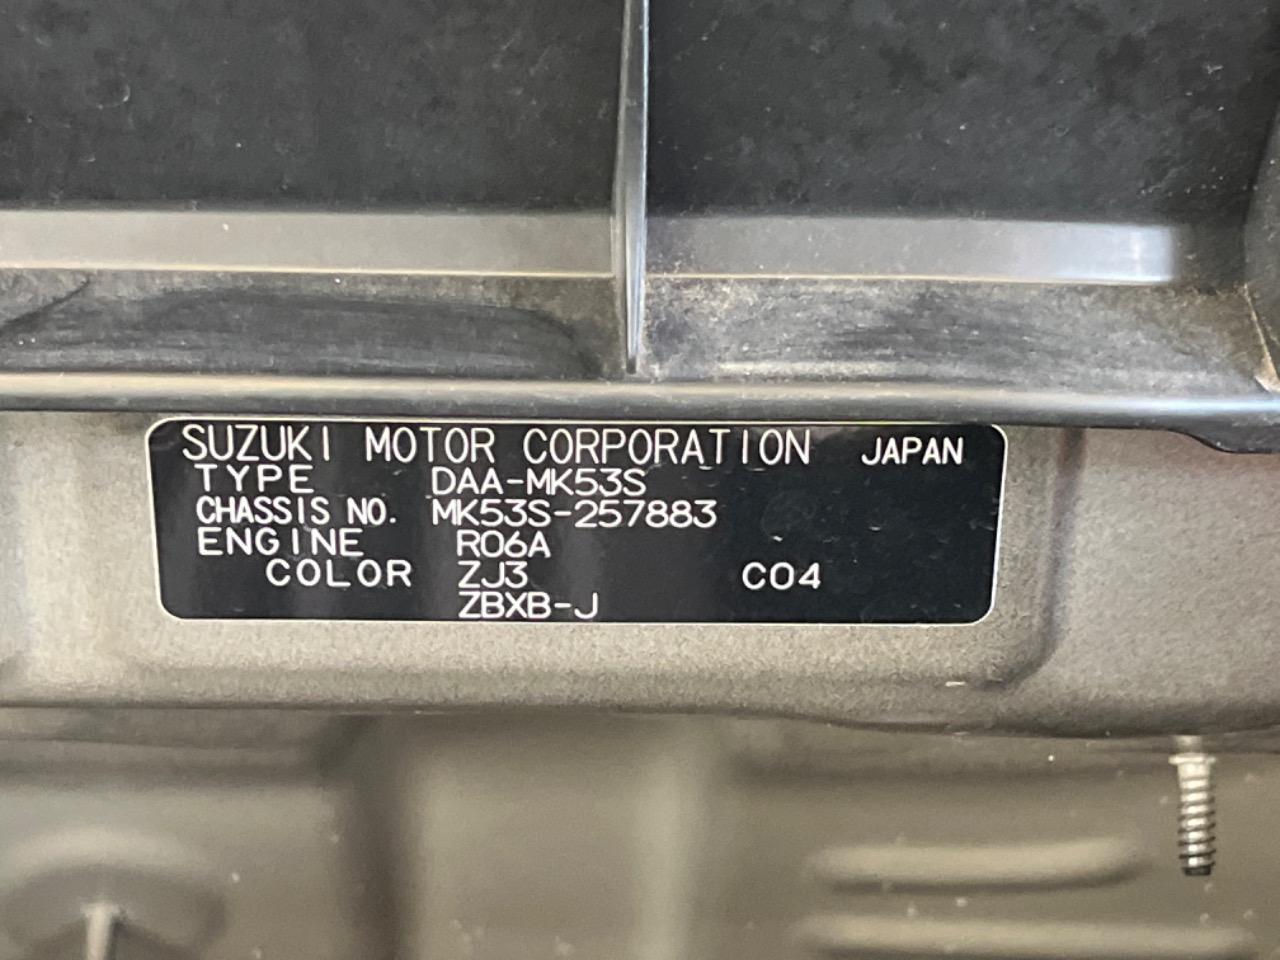 SUZUKI MOTOR CORPORATION JAPAN
TYPE DAA-MK53S
CHASSIS NO. MK53S-257883
ENGINE R06A
COLOR ZJ3 C04
ZBXB-J